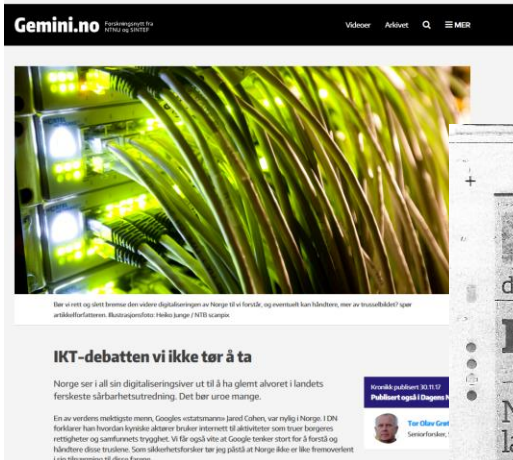 Gemini.no Forskningsnytt fra
NTNU og SINTEF
Videoer Arkivet MER
Bør vi rett og slett bremse den videre digitaliseringen av Norge til vi forstår, og eventuelt kan håndtere, mer av trusselbildet? spør
artikkelforfatteren. Illustrasjonsfoto: Heiko Junge / NTB scanpix
IKT-debatten vi ikke tør å ta
Norge ser i all sin digitaliseringsiver ut til å ha glemt alvoret i landets
ferskeste sårbarhetsutredning. Det bør uroe mange.
En av verdens mektigste menn, Googles «statsmann» Jared Cohen, var nylig i Norge. I DN
forklarer han hvordan kyniske aktører bruker internett til aktiviteter som truer borgeres
rettigheter og samfunnets trygghet. Vi får også vite at Google tenker stort for å forstå og
håndtere disse truslene. Som sikkerhetsforsker tør jeg påstå at Norge ikke er like fremoverlent
i sin tilnærming til disse farene.
Kronikk publisert 30.11.17
Publisert også i Dagens N
Tor Olav Grøt
Seniorforsker, S
d
N